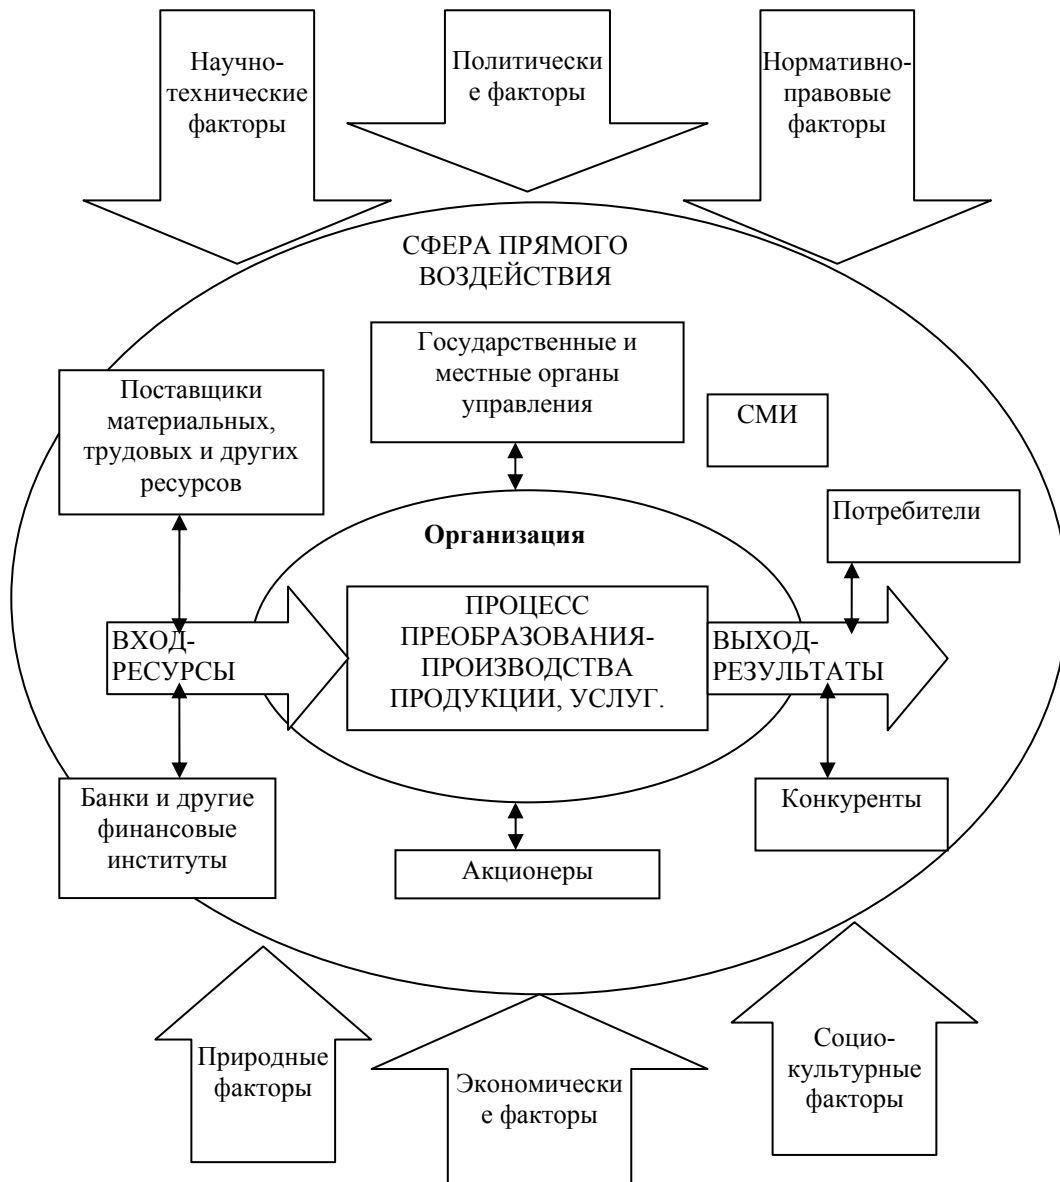 Научно-
технические
факторы
Политически
е факторы
Нормативно-
правовые
факторы
СФЕРА ПРЯМОГО
ВОЗДЕЙСТВИЯ
Государственные и
местные органы
управления
Поставщики
материальных,
трудовых и других
ресурсов
СМИ
Потребители
Организация
ВХОД-
РЕСУРСЫ
ПРОЦЕСС
ПРЕОБРАЗОВАНИЯ-
ПРОИЗВОДСТВА
ПРОДУКЦИИ, УСЛУГ.
ВЫХОД-
РЕЗУЛЬТАТЫ
Банки и другие
финансовые
институты
Акционеры
Конкуренты
Природные
факторы
Экономически
е факторы
Социо-
культурные
факторы